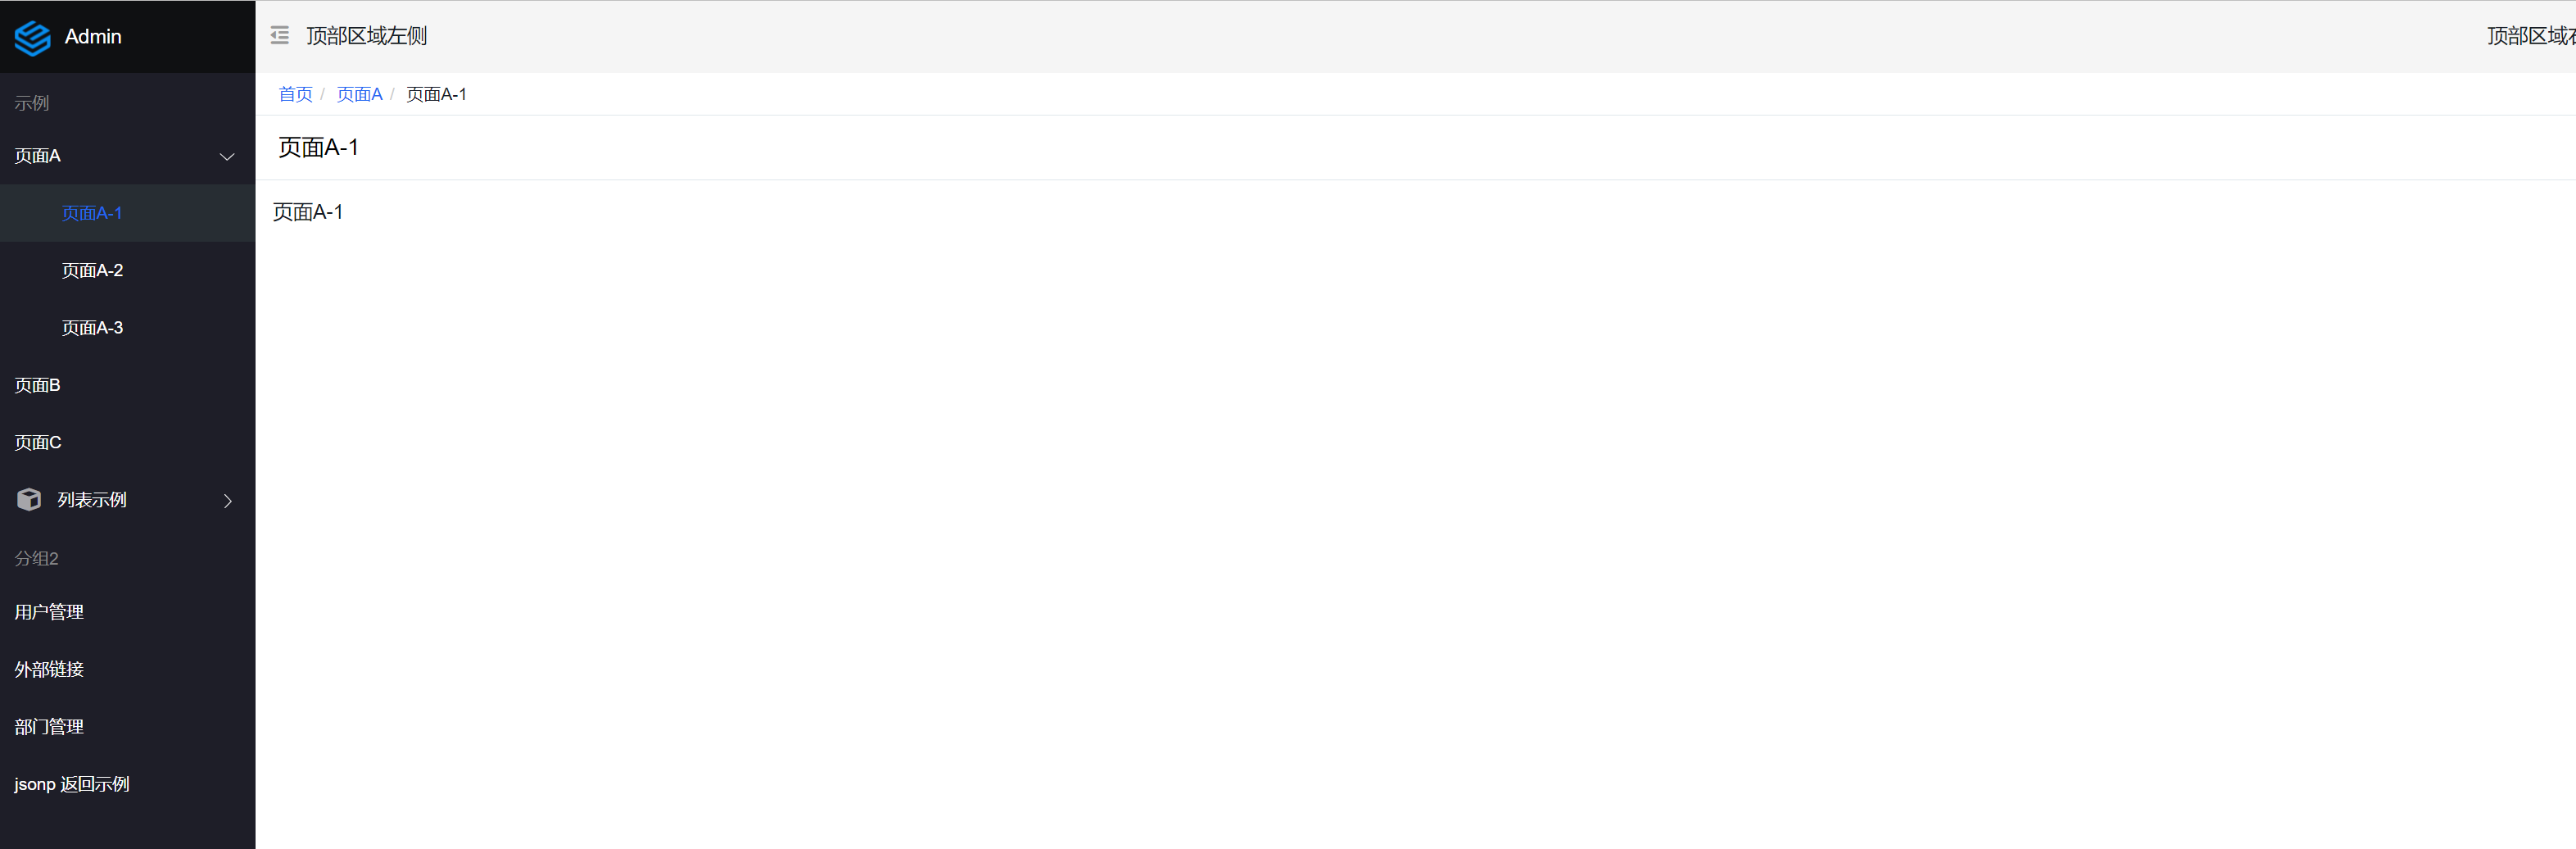 Admin
顶部区域左侧
顶部区域
示例
页面A
页面A-1
页面A-2
页面A-3
页面B
页面C
列表示例
分组2
用户管理
外部链接
部门管理
jsonp 返回示例
首页 / 页面A / 页面A-1
页面A-1
页面A-1